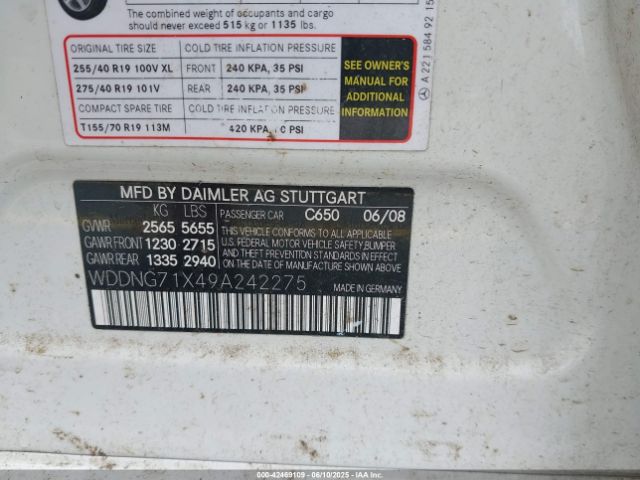 The combined weight of occupants and cargo
should never exceed 515 kg or 1135 lbs.
ORIGINAL TIRE SIZE COLD TIRE INFLATION PRESSURE
255/40 R19 100V XL FRONT 240 KPA, 35 PSI
275/40 R19 101V REAR 240 KPA, 35 PSI
COMPACT SPARE TIRE COLD TIRE INFLATION PRESSURE
T155/70 R19 113M 420 KPA, PSI
SEE OWNER'S
MANUAL FOR
ADDITIONAL
INFORMATION
A 221 584 92 15
MFD BY DAIMLER AG STUTTGART
KG LBS PASSENGER CAR C650 06/08
GVWR 2565 5655
GAWR FRONT 1230 2715
GAWR REAR 1335 2940
THIS VEHICLE CONFORMS TO ALL APPLICABLE
U.S. FEDERAL MOTOR VEHICLE SAFETY, BUMPER
AND THEFT PREVENTION STANDARDS IN EFFECT
ON THE DATE OF MANUFACTURE SHOWN ABOVE.
WDDNG71X49A242275
MADE IN GERMANY
000-42469109 - 06/10/2025 - IAA Inc.